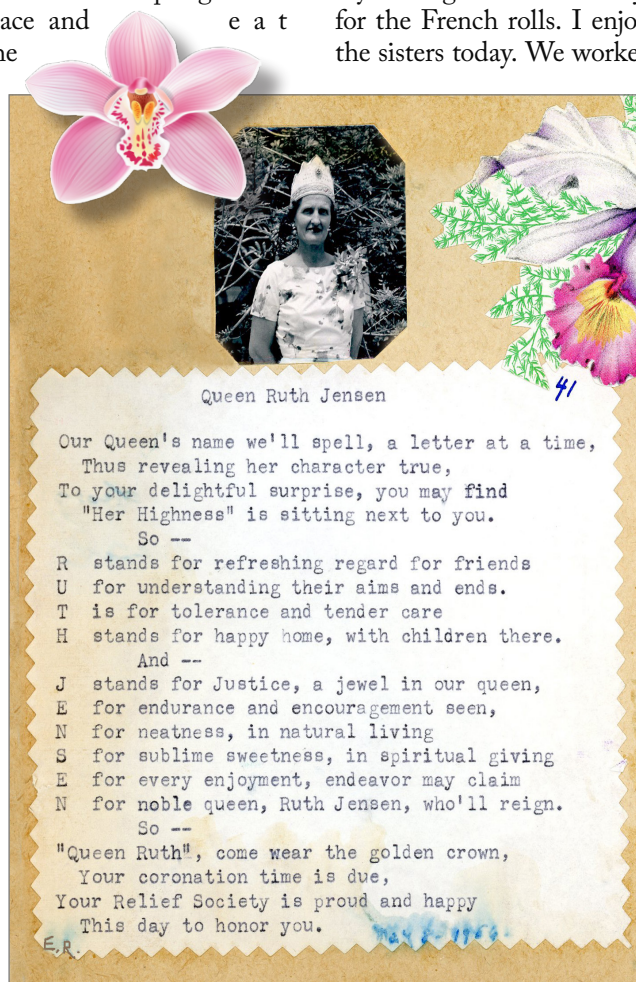 ace and e a t
ne
for the French rolls. I enjo
the sisters today. We worke
41
Queen Ruth Jensen
Our Queen's name we'll spell, a letter at a time,
Thus revealing her character true,
To your delightful surprise, you may find
"Her Highness" is sitting next to you.
So --
R stands for refreshing regard for friends
U for understanding their aims and ends.
T is for tolerance and tender care
H stands for happy home, with children there.
And --
J stands for Justice, a jewel in our queen,
E for endurance and encouragement seen,
N for neatness, in natural living
S for sublime sweetness, in spiritual giving
E for every enjoyment, endeavor may claim
N for noble queen, Ruth Jensen, who'll reign.
So --
"Queen Ruth", come wear the golden crown,
Your coronation time is due,
Your Relief Society is proud and happy
This day to honor you.
E.R.